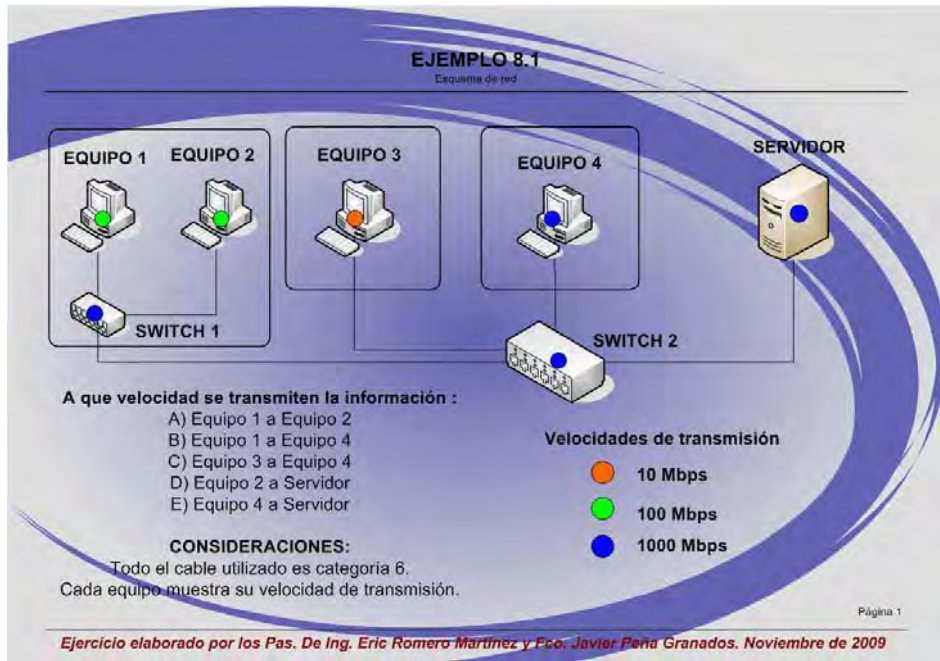 EJEMPLO 8.1
Esquema de red
EQUIPO 1
EQUIPO 2
EQUIPO 3
EQUIPO 4
SERVIDOR
SWITCH 1
SWITCH 2
A que velocidad se transmiten la información :
A) Equipo 1 a Equipo 2
B) Equipo 1 a Equipo 4
C) Equipo 3 a Equipo 4
D) Equipo 2 a Servidor
E) Equipo 4 a Servidor
Velocidades de transmisión
10 Mbps
100 Mbps
1000 Mbps
CONSIDERACIONES:
Todo el cable utilizado es categoria 6.
Cada equipo muestra su velocidad de transmisión.
Página 1
Ejercicio elaborado por los Pas. De Ing. Eric Romero Martínez y Fco. Javier Peña Granados. Noviembre de 2009